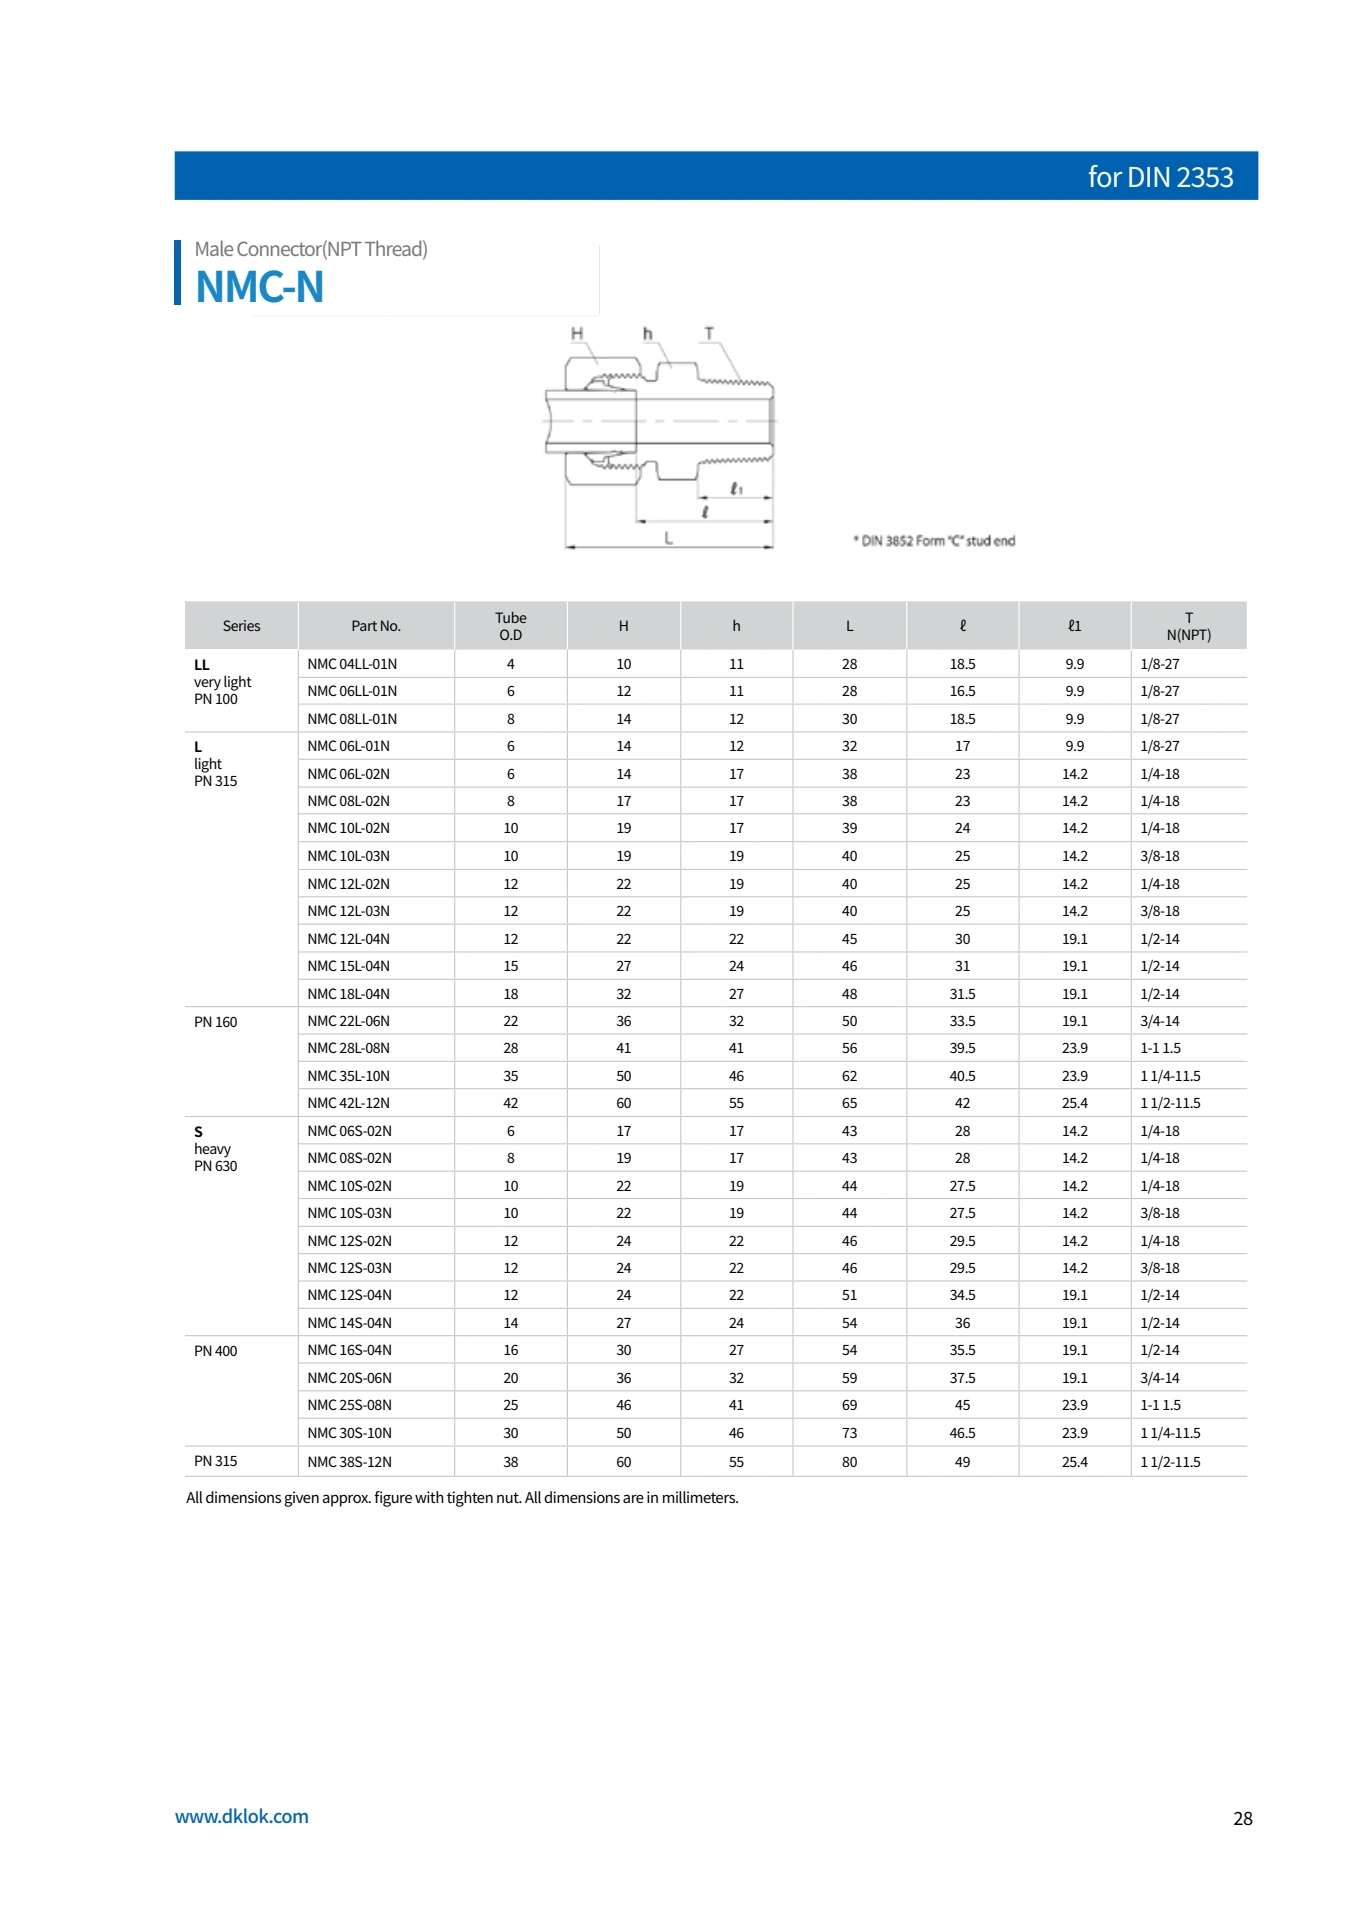 for DIN 2353
Male Connector(NPT Thread)
NMC-N
H h T
ℓ1
ℓ
L
* DIN 3852 Form "C" stud end
Series Part No. Tube O.D H h L ℓ ℓ1 T N(NPT)
LL very light PN 100
NMC 04LL-01N 4 10 11 28 18.5 9.9 1/8-27
NMC 06LL-01N 6 12 11 28 16.5 9.9 1/8-27
NMC 08LL-01N 8 14 12 30 18.5 9.9 1/8-27
L light PN 315
NMC 06L-01N 6 14 12 32 17 9.9 1/8-27
NMC 06L-02N 6 14 17 38 23 14.2 1/4-18
NMC 08L-02N 8 17 17 38 23 14.2 1/4-18
NMC 10L-02N 10 19 17 39 24 14.2 1/4-18
NMC 10L-03N 10 19 19 40 25 14.2 3/8-18
NMC 12L-02N 12 22 19 40 25 14.2 1/4-18
NMC 12L-03N 12 22 19 40 25 14.2 3/8-18
NMC 12L-04N 12 22 22 45 30 19.1 1/2-14
NMC 15L-04N 15 27 24 46 31 19.1 1/2-14
NMC 18L-04N 18 32 27 48 31.5 19.1 1/2-14
PN 160
NMC 22L-06N 22 36 32 50 33.5 19.1 3/4-14
NMC 28L-08N 28 41 41 56 39.5 23.9 1-1 1.5
NMC 35L-10N 35 50 46 62 40.5 23.9 1 1/4-11.5
NMC 42L-12N 42 60 55 65 42 25.4 1 1/2-11.5
S heavy PN 630
NMC 06S-02N 6 17 17 43 28 14.2 1/4-18
NMC 08S-02N 8 19 17 43 28 14.2 1/4-18
NMC 10S-02N 10 22 19 44 27.5 14.2 1/4-18
NMC 10S-03N 10 22 19 44 27.5 14.2 3/8-18
NMC 12S-02N 12 24 22 46 29.5 14.2 1/4-18
NMC 12S-03N 12 24 22 46 29.5 14.2 3/8-18
NMC 12S-04N 12 24 22 51 34.5 19.1 1/2-14
NMC 14S-04N 14 27 24 54 36 19.1 1/2-14
PN 400
NMC 16S-04N 16 30 27 54 35.5 19.1 1/2-14
NMC 20S-06N 20 36 32 59 37.5 19.1 3/4-14
NMC 25S-08N 25 46 41 69 45 23.9 1-1 1.5
NMC 30S-10N 30 50 46 73 46.5 23.9 1 1/4-11.5
PN 315
NMC 38S-12N 38 60 55 80 49 25.4 1 1/2-11.5
All dimensions given approx. figure with tighten nut. All dimensions are in millimeters.
www.dklok.com
28